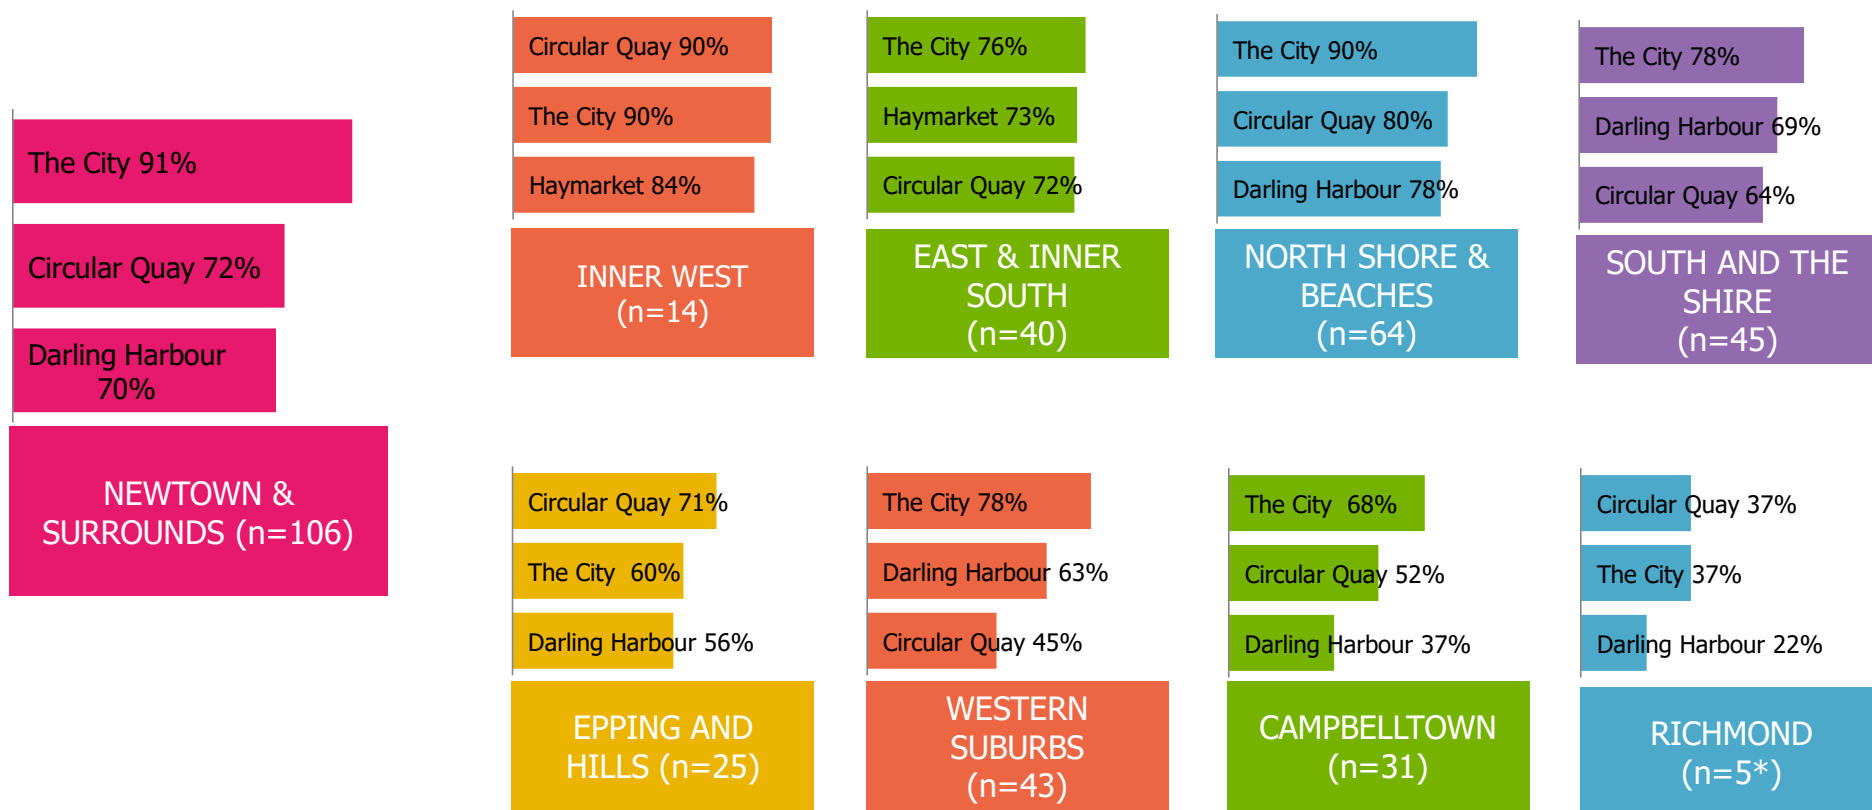 The City 91%
Circular Quay 72%
Darling Harbour
70%
NEWTOWN &
SURROUNDS (n=106)
Circular Quay 90%
The City 90%
Haymarket 84%
INNER WEST
(n=14)
The City 76%
Haymarket 73%
Circular Quay 72%
EAST & INNER
SOUTH
(n=40)
The City 90%
Circular Quay 80%
Darling Harbour 78%
NORTH SHORE &
BEACHES
(n=64)
The City 78%
Darling Harbour 69%
Circular Quay 64%
SOUTH AND THE
SHIRE
(n=45)
Circular Quay 71%
The City 60%
Darling Harbour 56%
EPPING AND
HILLS (n=25)
The City 78%
Darling Harbour 63%
Circular Quay 45%
WESTERN
SUBURBS
(n=43)
The City 68%
Circular Quay 52%
Darling Harbour 37%
CAMPBELLTOWN
(n=31)
Circular Quay 37%
The City 37%
Darling Harbour 22%
RICHMOND
(n=5*)